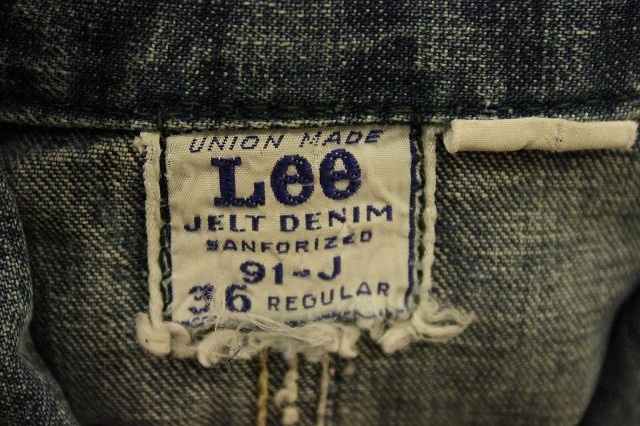 UNION MADE
Lee
JELT DENIM
SANFORIZED
91-J
36 REGULAR